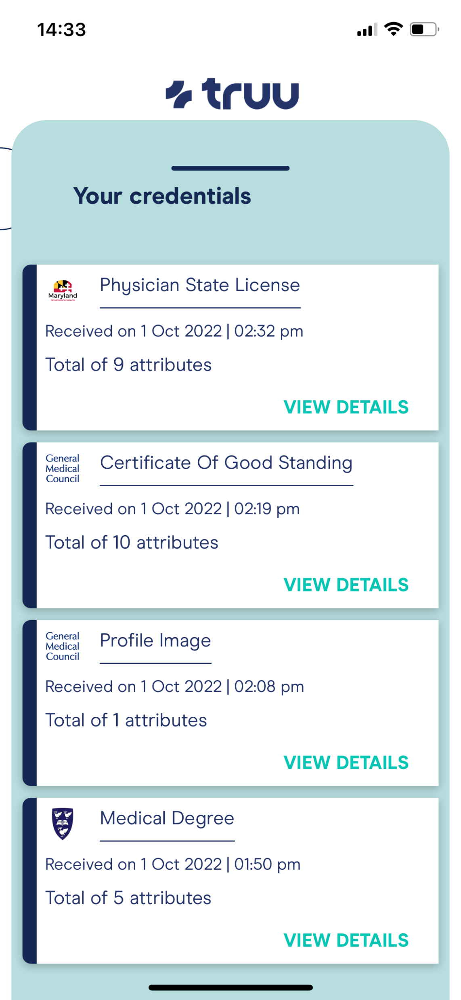 14:33
truu
Your credentials
Maryland
DEPARTMENT OF HEALTH
Physician State License
Received on 1 Oct 2022 | 02:32 pm
Total of 9 attributes
VIEW DETAILS
General
Medical
Council
Certificate Of Good Standing
Received on 1 Oct 2022 | 02:19 pm
Total of 10 attributes
VIEW DETAILS
General
Medical
Council
Profile Image
Received on 1 Oct 2022 | 02:08 pm
Total of 1 attributes
VIEW DETAILS
Medical Degree
Received on 1 Oct 2022 | 01:50 pm
Total of 5 attributes
VIEW DETAILS